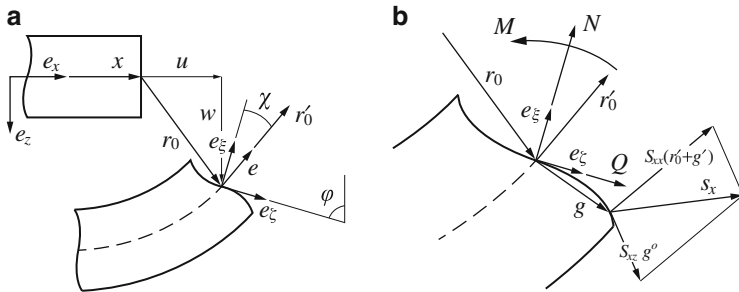 a
e_x
x
u
e_z
w
χ
r_0'
r_0
e_ξ
e
e_ζ
φ
b
M
N
r_0
r_0'
e_ξ
e_ζ
Q
S_xx(r_0'+g')
s_x
g
S_xz g°